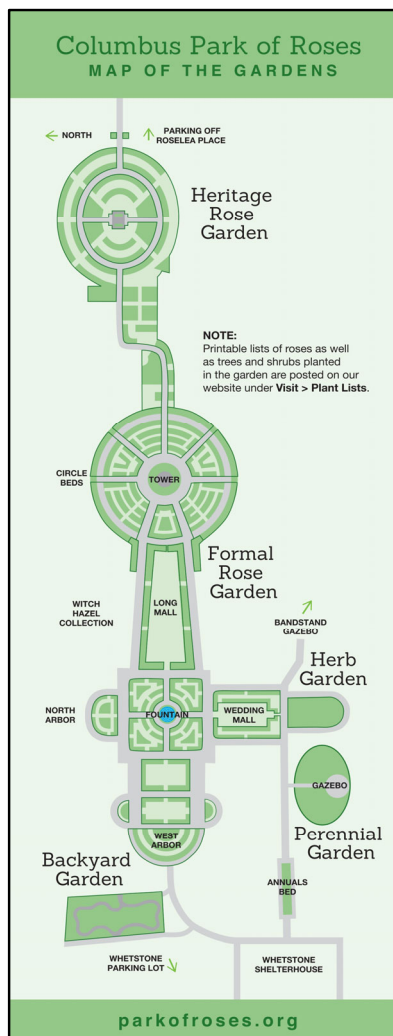 Columbus Park of Roses
MAP OF THE GARDENS
NORTH
PARKING OFF
ROSELEA PLACE
Heritage
Rose
Garden
NOTE:
Printable lists of roses as well
as trees and shrubs planted
in the garden are posted on our
website under Visit > Plant Lists.
CIRCLE
BEDS
TOWER
Formal
Rose
Garden
WITCH
HAZEL
COLLECTION
LONG
MALL
BANDSTAND
GAZEBO
Herb
Garden
NORTH
ARBOR
FOUNTAIN
WEDDING
MALL
GAZEBO
Perennial
Garden
WEST
ARBOR
Backyard
Garden
ANNUALS
BED
WHETSTONE
PARKING LOT
WHETSTONE
SHELTERHOUSE
parkofroses.org